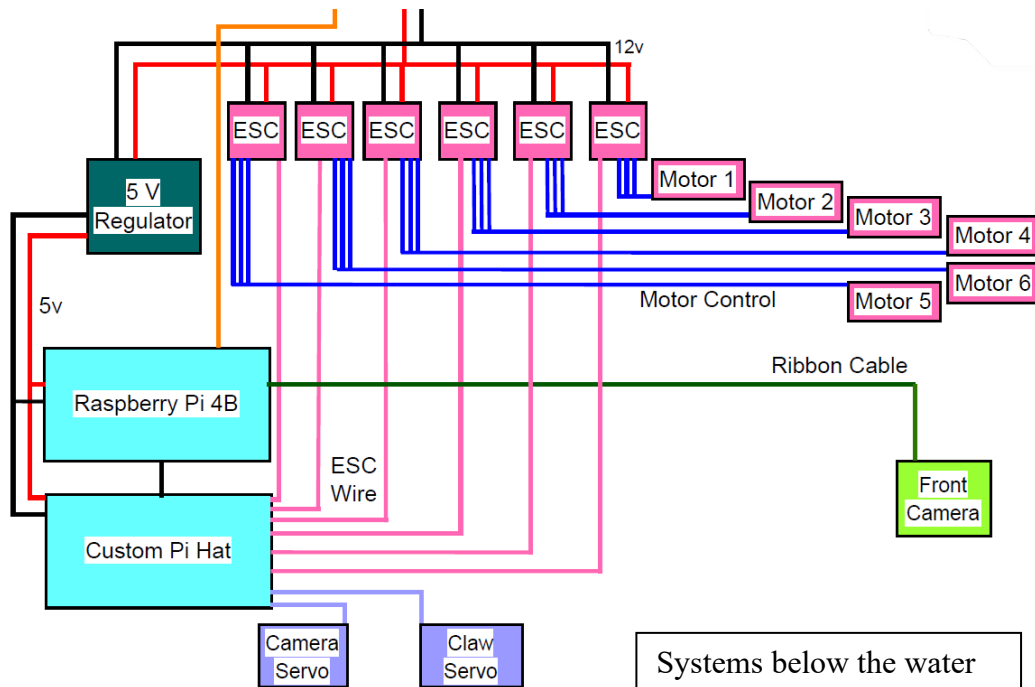 12v
ESC
ESC
ESC
ESC
ESC
ESC
Motor 1
Motor 2
Motor 3
Motor 4
5 V
Regulator
Motor 6
Motor Control
Motor 5
5v
Ribbon Cable
Raspberry Pi 4B
ESC
Wire
Front
Camera
Custom Pi Hat
Camera
Servo
Claw
Servo
Systems below the water